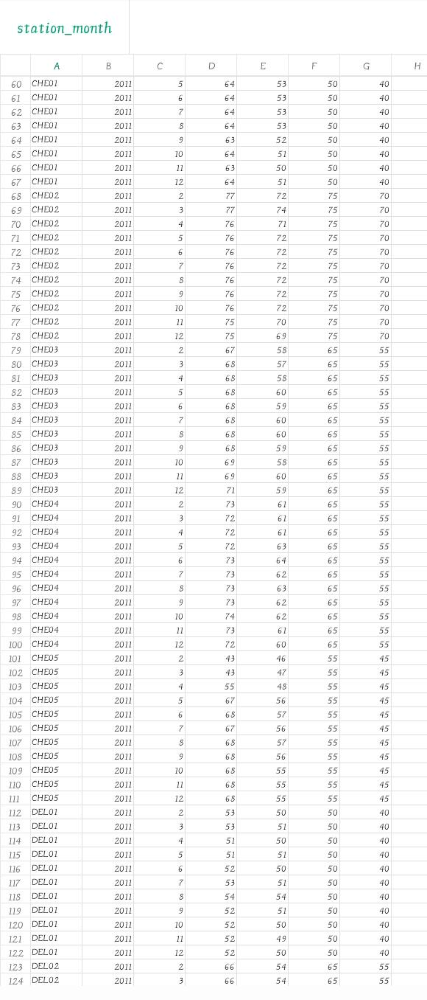 station_month
A B C D E F G H
60 CHE01 2011 5 64 53 50 40
61 CHE01 2011 6 64 53 50 40
62 CHE01 2011 7 64 53 50 40
63 CHE01 2011 8 64 53 50 40
64 CHE01 2011 9 63 52 50 40
65 CHE01 2011 10 64 51 50 40
66 CHE01 2011 11 63 50 50 40
67 CHE01 2011 12 64 51 50 40
68 CHE02 2011 2 77 72 75 70
69 CHE02 2011 3 77 74 75 70
70 CHE02 2011 4 76 71 75 70
71 CHE02 2011 5 76 72 75 70
72 CHE02 2011 6 76 72 75 70
73 CHE02 2011 7 76 72 75 70
74 CHE02 2011 8 76 72 75 70
75 CHE02 2011 9 76 72 75 70
76 CHE02 2011 10 76 72 75 70
77 CHE02 2011 11 75 70 75 70
78 CHE02 2011 12 75 69 75 70
79 CHE03 2011 2 67 58 65 55
80 CHE03 2011 3 68 57 65 55
81 CHE03 2011 4 68 58 65 55
82 CHE03 2011 5 68 60 65 55
83 CHE03 2011 6 68 59 65 55
84 CHE03 2011 7 68 60 65 55
85 CHE03 2011 8 68 60 65 55
86 CHE03 2011 9 68 59 65 55
87 CHE03 2011 10 69 58 65 55
88 CHE03 2011 11 69 60 65 55
89 CHE03 2011 12 71 59 65 55
90 CHE04 2011 2 73 61 65 55
91 CHE04 2011 3 72 61 65 55
92 CHE04 2011 4 72 61 65 55
93 CHE04 2011 5 72 63 65 55
94 CHE04 2011 6 73 64 65 55
95 CHE04 2011 7 73 62 65 55
96 CHE04 2011 8 73 63 65 55
97 CHE04 2011 9 73 62 65 55
98 CHE04 2011 10 74 62 65 55
99 CHE04 2011 11 73 61 65 55
100 CHE04 2011 12 72 60 65 55
101 CHE05 2011 2 43 46 55 45
102 CHE05 2011 3 43 47 55 45
103 CHE05 2011 4 55 48 55 45
104 CHE05 2011 5 67 56 55 45
105 CHE05 2011 6 68 57 55 45
106 CHE05 2011 7 67 56 55 45
107 CHE05 2011 8 68 57 55 45
108 CHE05 2011 9 68 56 55 45
109 CHE05 2011 10 68 55 55 45
110 CHE05 2011 11 68 55 55 45
111 CHE05 2011 12 68 55 55 45
112 DEL01 2011 2 53 50 50 40
113 DEL01 2011 3 53 51 50 40
114 DEL01 2011 4 51 50 50 40
115 DEL01 2011 5 51 51 50 40
116 DEL01 2011 6 52 50 50 40
117 DEL01 2011 7 53 51 50 40
118 DEL01 2011 8 54 54 50 40
119 DEL01 2011 9 52 51 50 40
120 DEL01 2011 10 52 50 50 40
121 DEL01 2011 11 52 49 50 40
122 DEL01 2011 12 52 50 50 40
123 DEL02 2011 2 66 54 65 55
124 DEL02 2011 3 66 54 65 55